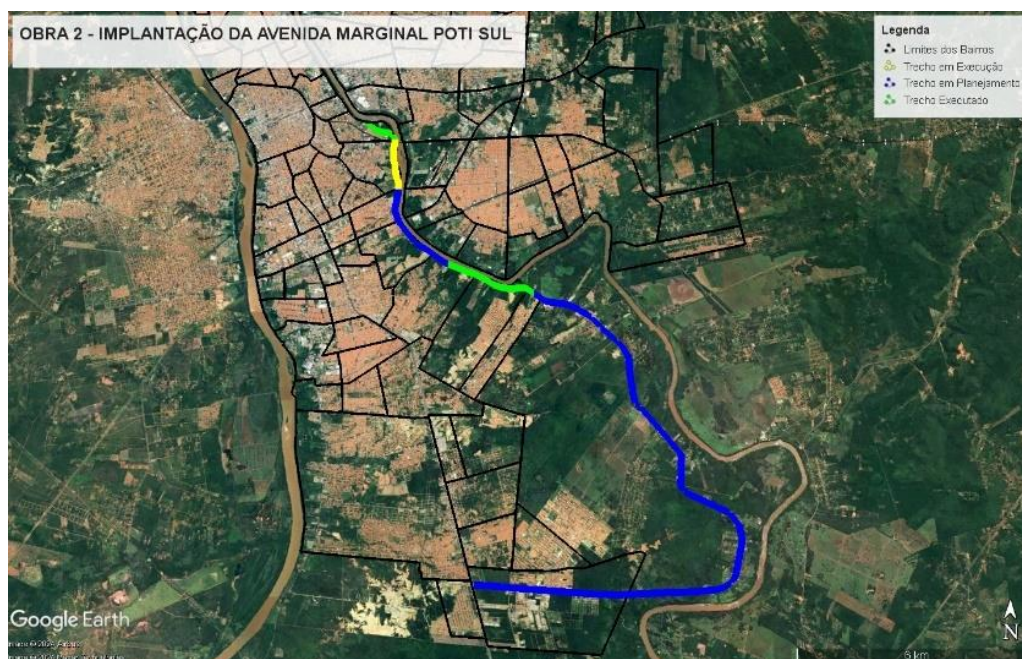 OBRA 2 - IMPLANTAÇÃO DA AVENIDA MARGINAL POTI SUL
Legenda
Limites dos Bairros
Trecho em Execução
Trecho em Planejamento
Trecho Executado
Google Earth
N
5 km